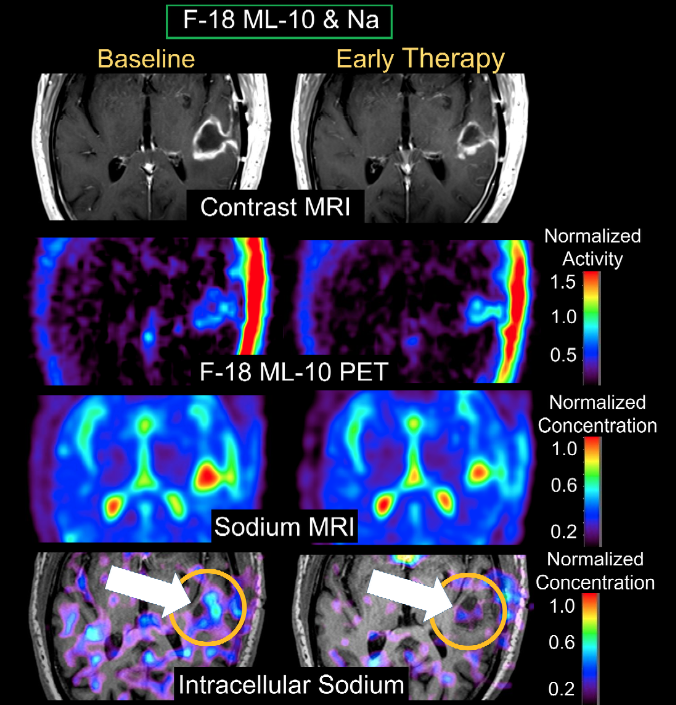 F-18 ML-10 & Na
Baseline
Early Therapy
Contrast MRI
Normalized
Activity
1.5
1.0
0.5
F-18 ML-10 PET
Normalized
Concentration
1.0
0.6
0.2
Sodium MRI
Normalized
Concentration
1.0
0.6
0.2
Intracellular Sodium